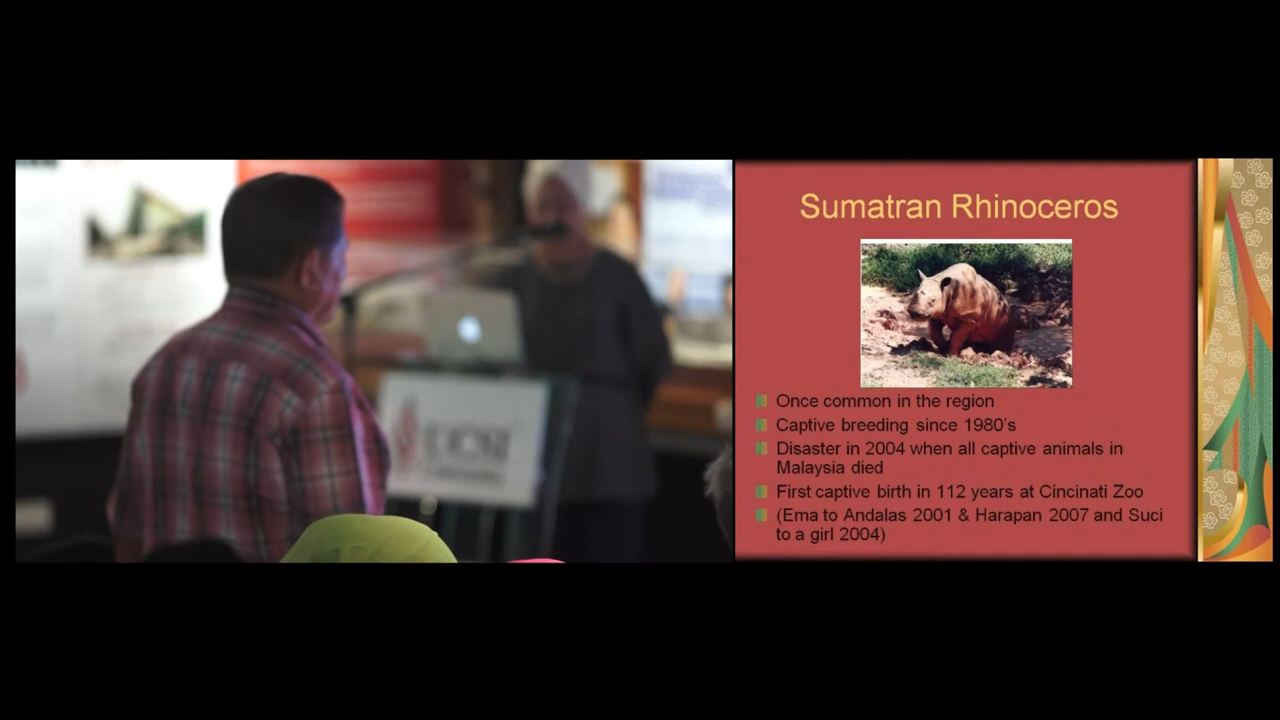 UCSI
Sumatran Rhinoceros
Once common in the region
Captive breeding since 1980's
Disaster in 2004 when all captive animals in
Malaysia died
First captive birth in 112 years at Cincinati Zoo
(Ema to Andalas 2001 & Harapan 2007 and Suci
to a girl 2004)